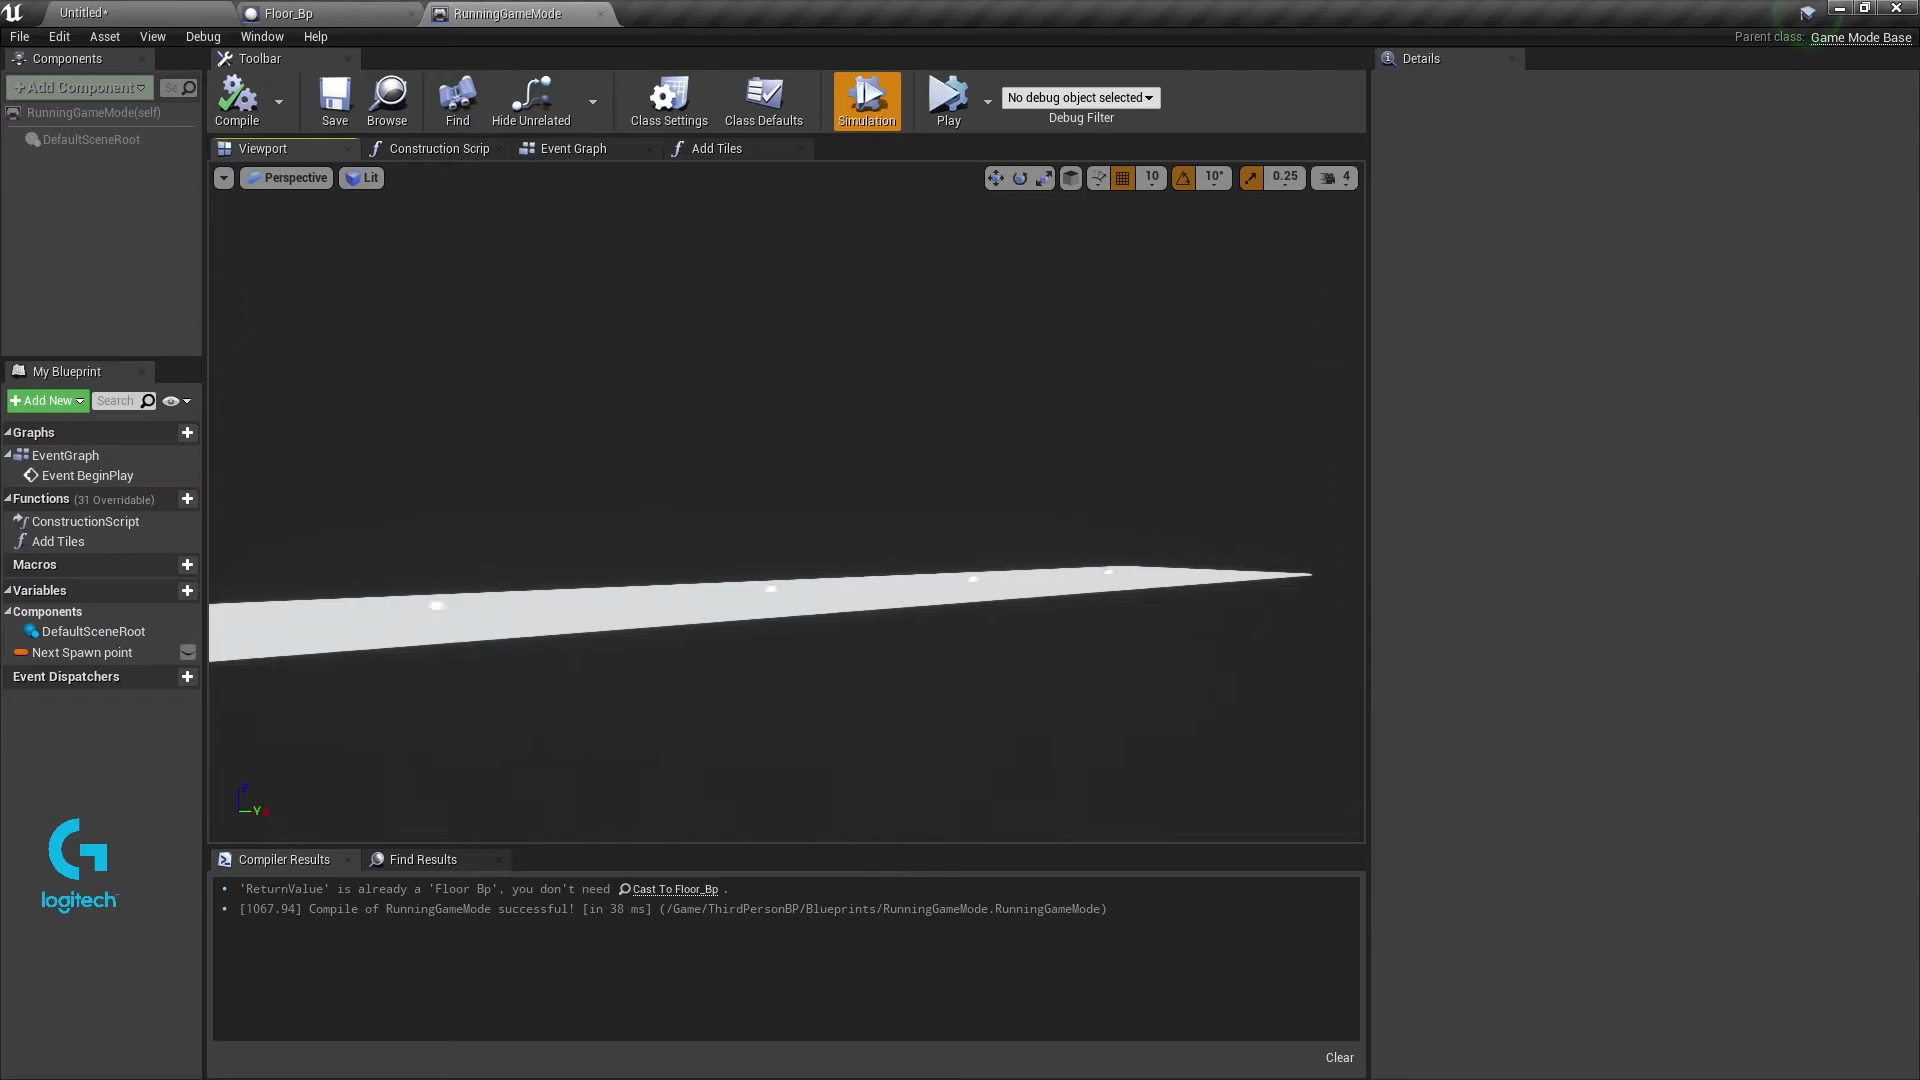 Untitled*
Floor_Bp
RunningGameMode
File Edit Asset View Debug Window Help
Parent class: Game Mode Base
Components
Toolbar
Details
+Add Component
Se
RunningGameMode(self)
DefaultSceneRoot
Compile
Save
Browse
Find
Hide Unrelated
Class Settings
Class Defaults
Simulation
Play
No debug object selected
Debug Filter
Viewport
Construction Scrip
Event Graph
Add Tiles
Perspective
Lit
10
10°
0.25
4
My Blueprint
+Add New
Search
Graphs
EventGraph
Event BeginPlay
Functions (31 Overridable)
ConstructionScript
Add Tiles
Macros
Variables
Components
DefaultSceneRoot
Next Spawn point
Event Dispatchers
Z
Y X
logitech
Compiler Results
Find Results
'ReturnValue' is already a 'Floor Bp', you don't need Cast To Floor_Bp .
[1067.94] Compile of RunningGameMode successful! [in 38 ms] (/Game/ThirdPersonBP/Blueprints/RunningGameMode.RunningGameMode)
Clear